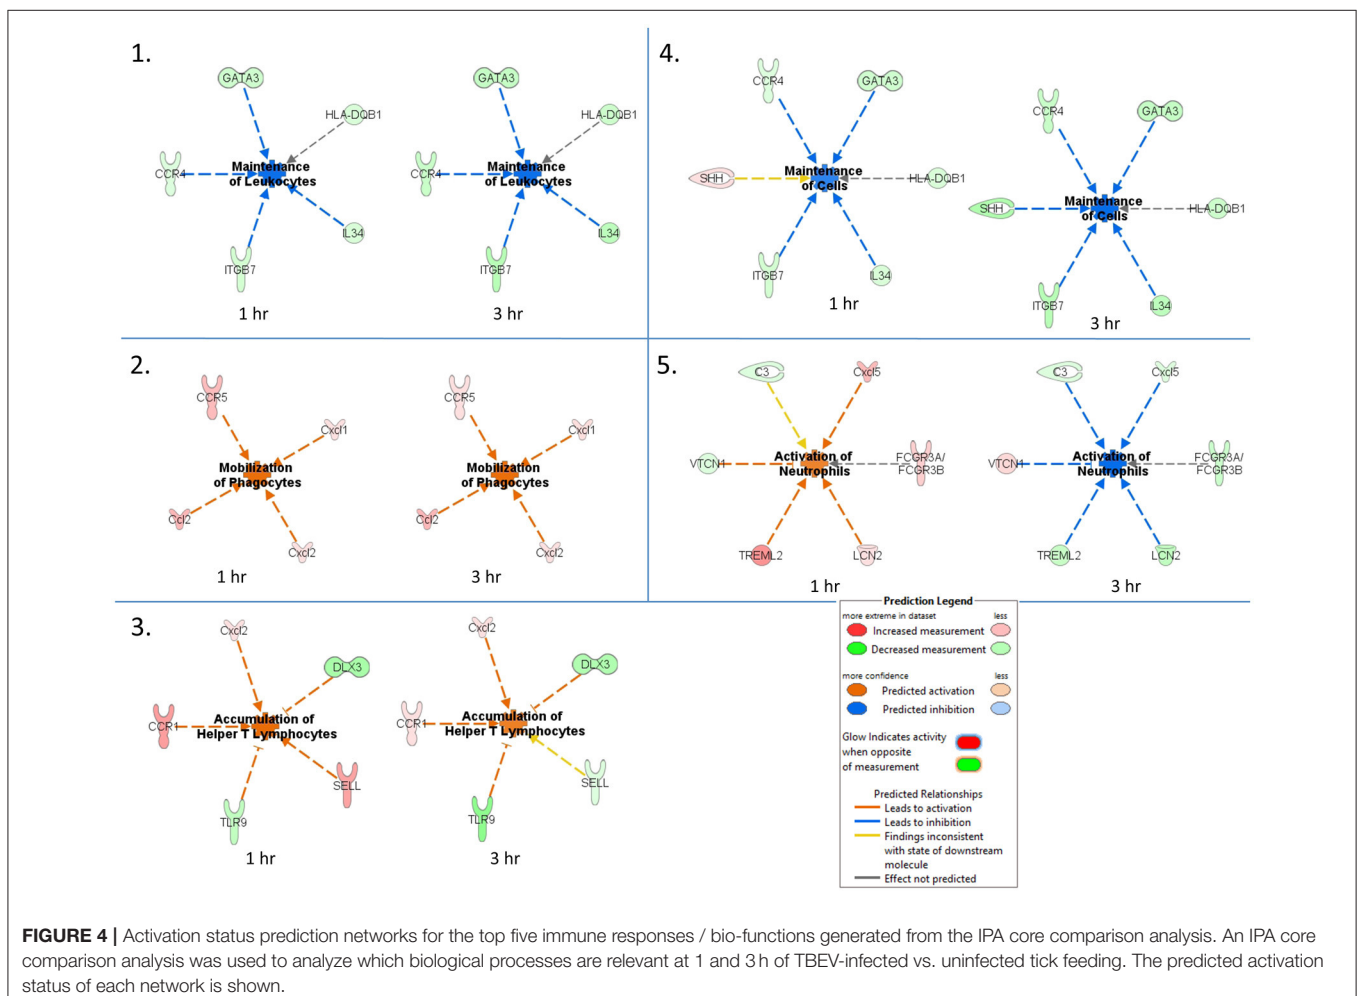 1.
GATA3
HLA-DQB1
CCR4
Maintenance
of Leukocytes
IL34
ITGB7
1 hr
GATA3
HLA-DQB1
CCR4
Maintenance
of Leukocytes
IL34
ITGB7
3 hr
4.
CCR4
GATA3
SHH
Maintenance
of Cells
HLA-DQB1
ITGB7
IL34
1 hr
CCR4
GATA3
SHH
Maintenance
of Cells
HLA-DQB1
ITGB7
IL34
3 hr
2.
CCR5
Cxcl1
Mobilization
of Phagocytes
Ccl2
Cxcl2
1 hr
CCR5
Cxcl1
Mobilization
of Phagocytes
Ccl2
Cxcl2
3 hr
5.
C3
Cxcl5
VTCN1
Activation of
Neutrophils
FCGR3A/
FCGR3B
TREML2
LCN2
1 hr
C3
Cxcl5
VTCN1
Activation of
Neutrophils
FCGR3A/
FCGR3B
TREML2
LCN2
3 hr
3.
Cxcl2
DLX3
CCR1
Accumulation of
Helper T Lymphocytes
SELL
TLR9
1 hr
Cxcl2
DLX3
CCR1
Accumulation of
Helper T Lymphocytes
SELL
TLR9
3 hr
Prediction Legend
more extreme in dataset less
Increased measurement
Decreased measurement
more confidence less
Predicted activation
Predicted inhibition
Glow Indicates activity
when opposite
of measurement
Predicted Relationships
Leads to activation
Leads to inhibition
Findings inconsistent
with state of downstream
molecule
Effect not predicted
FIGURE 4 | Activation status prediction networks for the top five immune responses / bio-functions generated from the IPA core comparison analysis. An IPA core
comparison analysis was used to analyze which biological processes are relevant at 1 and 3 h of TBEV-infected vs. uninfected tick feeding. The predicted activation
status of each network is shown.